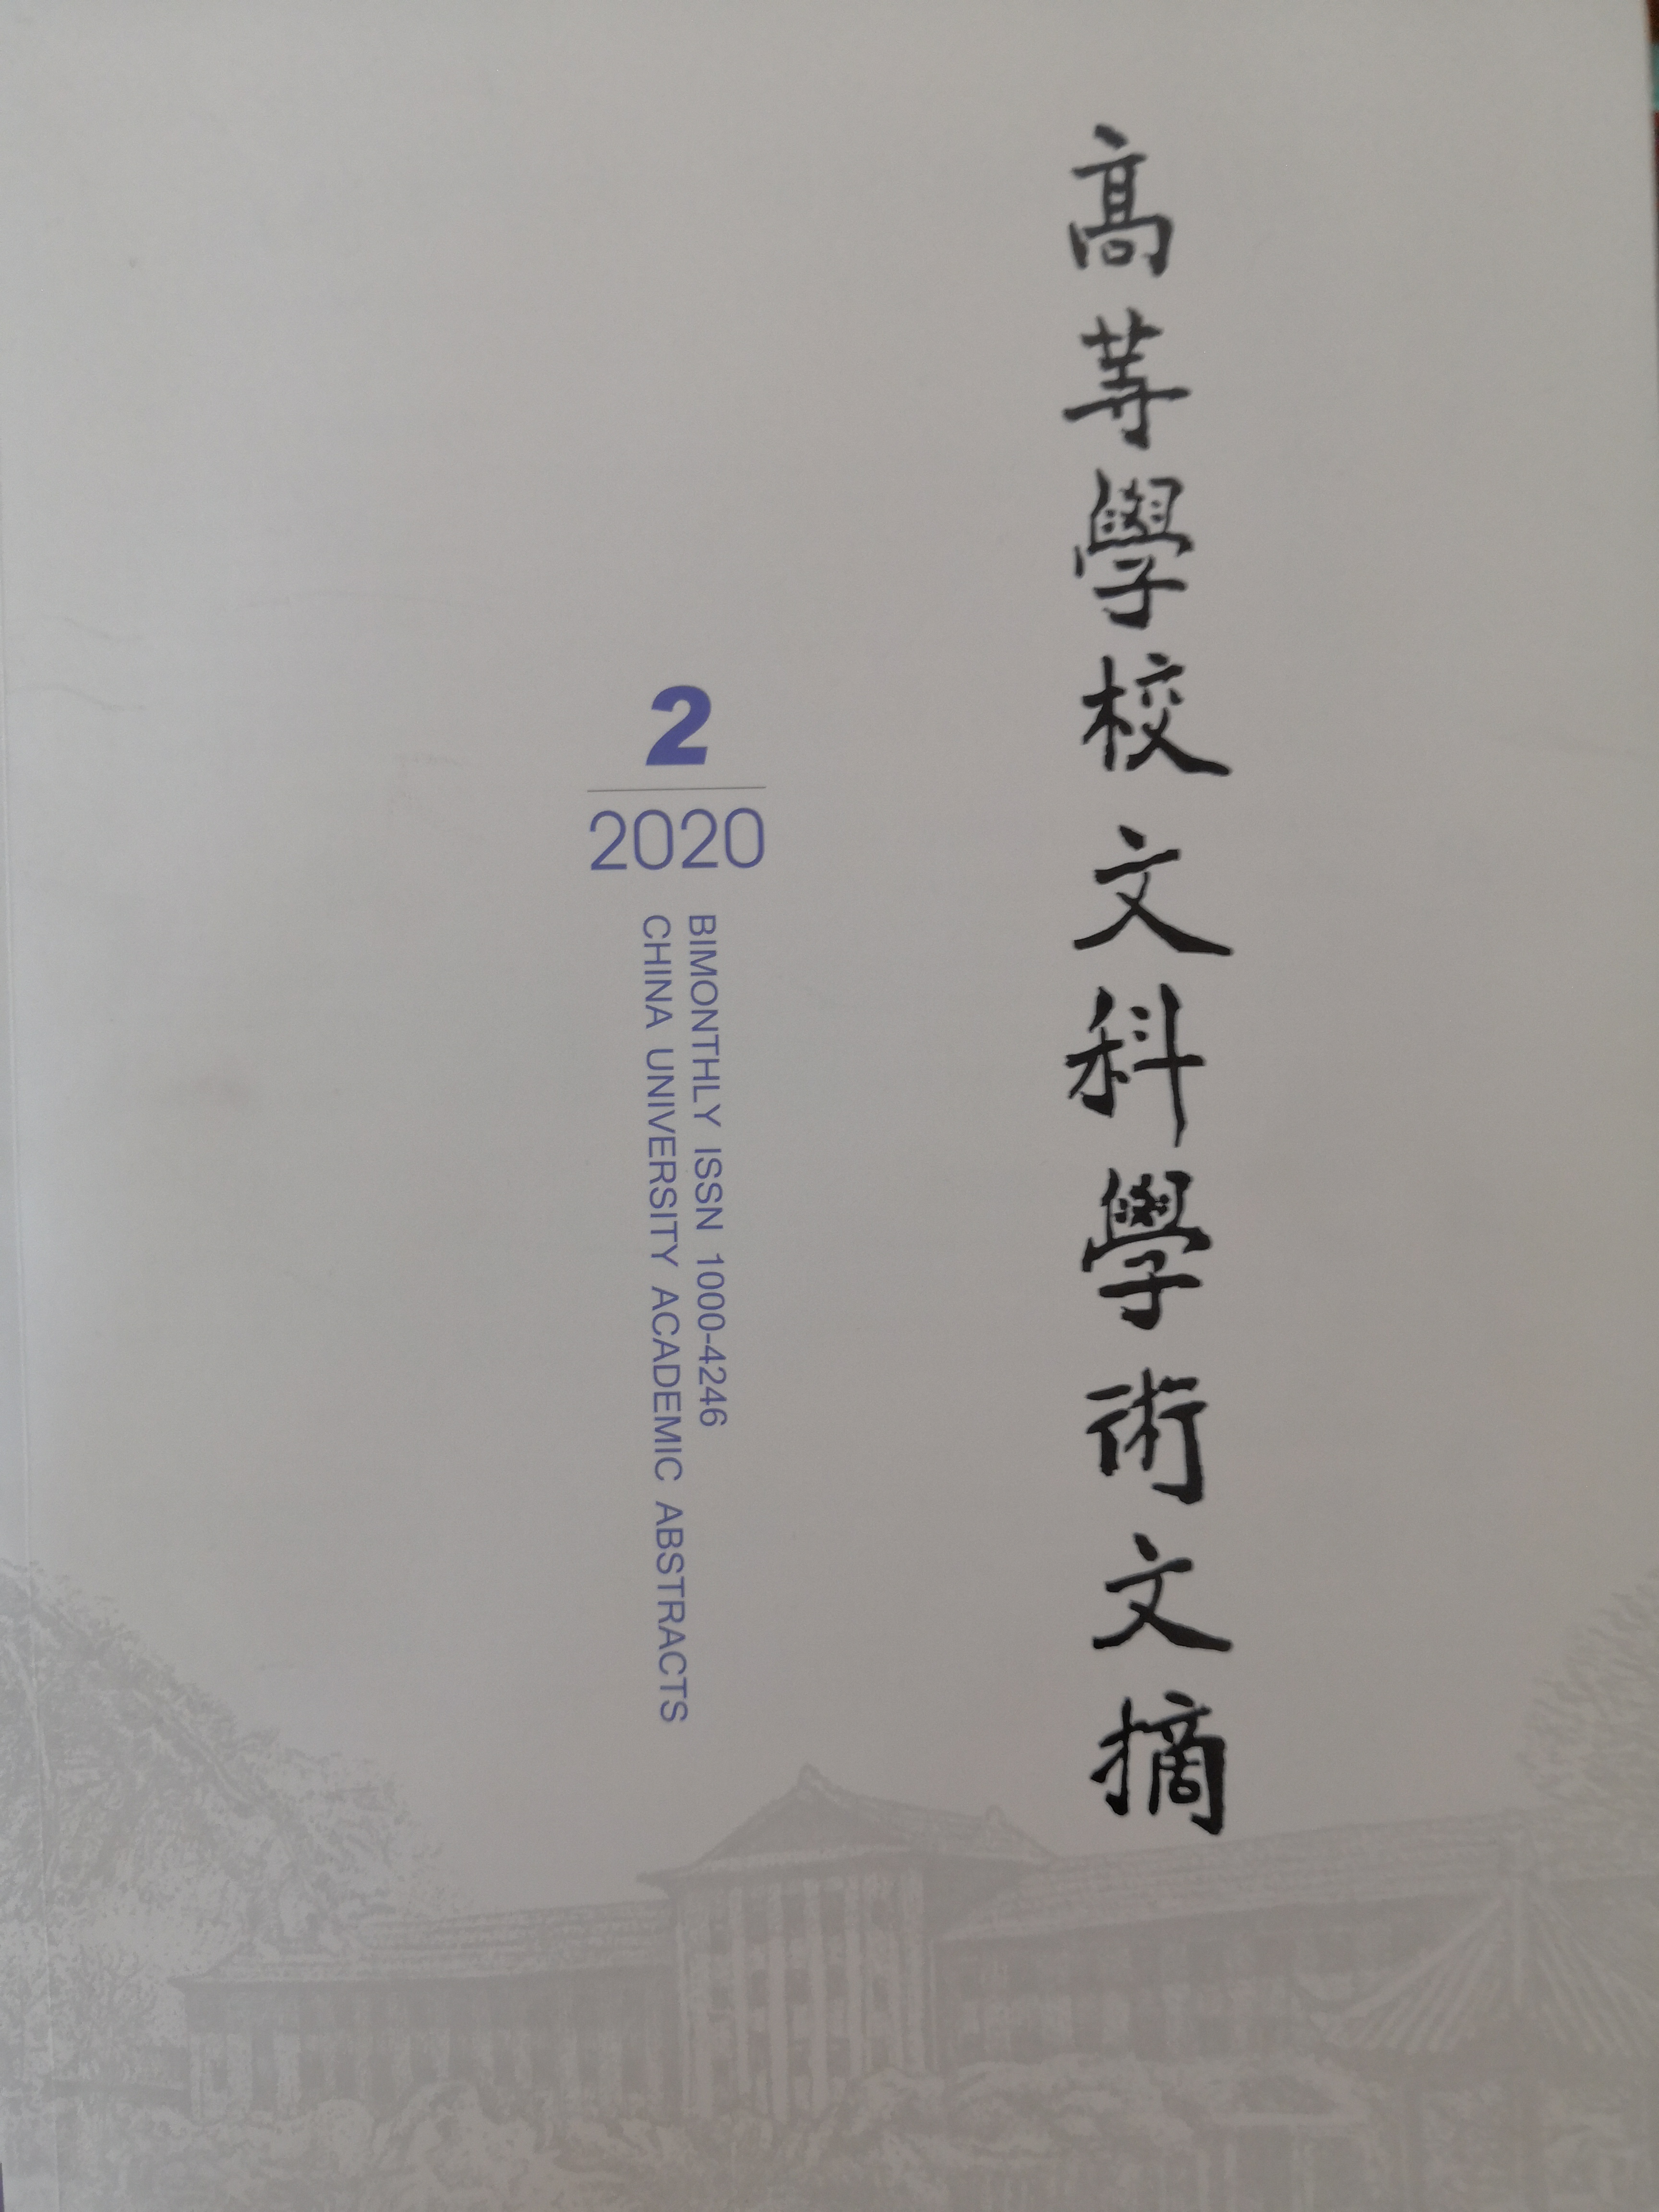 高等學校文科學術文摘
2
2020
BIMONTHLY ISSN 1000-4246
CHINA UNIVERSITY ACADEMIC ABSTRACTS